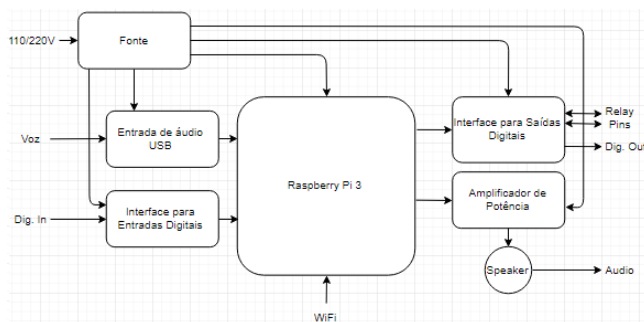 110/220V
Fonte
Voz
Entrada de áudio
USB
Dig. In
Interface para
Entradas Digitais
Raspberry Pi 3
WiFi
Interface para Saídas
Digitais
Relay
Pins
Dig. Out
Amplificador de
Potência
Speaker
Audio